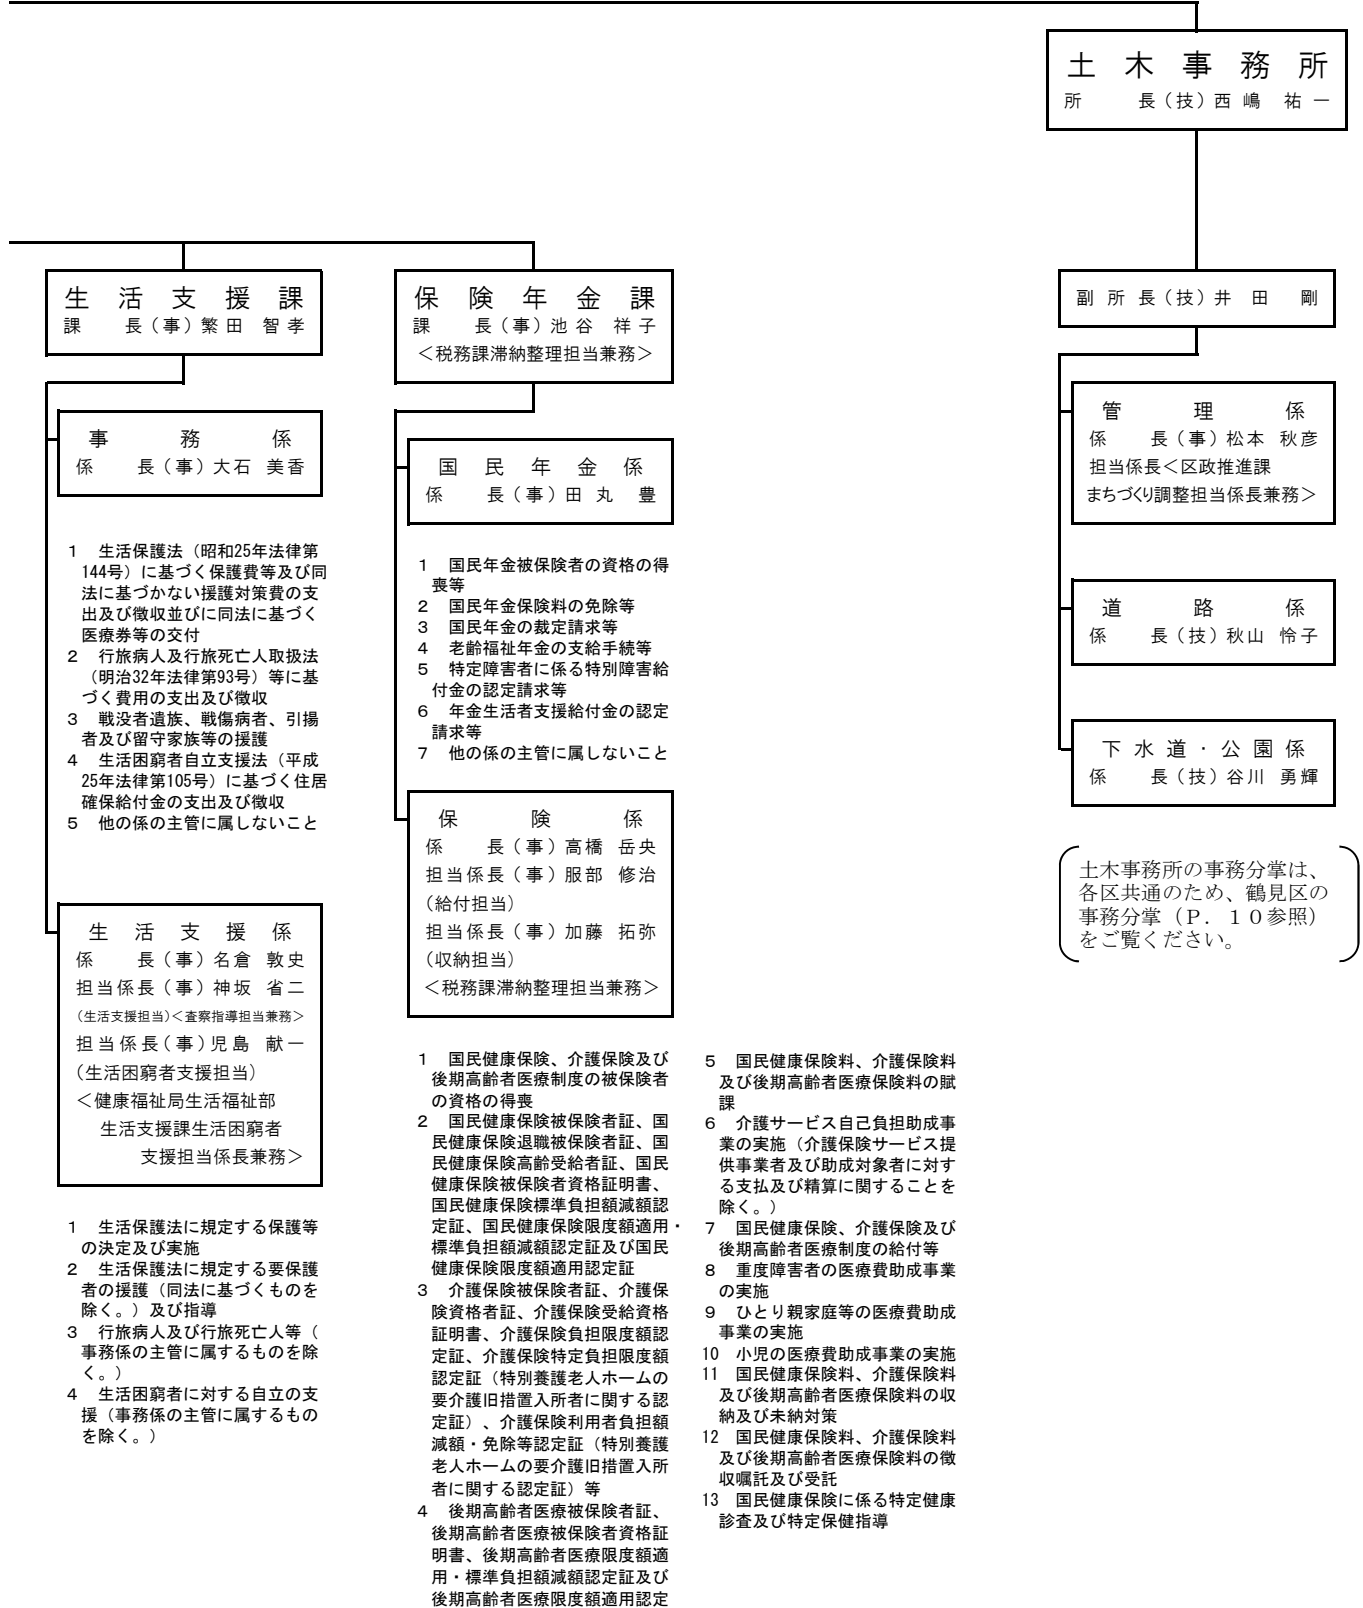 土木事務所
所　長（技）西嶋　祐一
生活支援課
課　長（事）繁田　智孝
事務係
係　長（事）大石　美香
１　生活保護法（昭和25年法律第
144号）に基づく保護費等及び同
法に基づかない援護対策費の支
出及び徴収並びに同法に基づく
医療券等の交付
２　行旅病人及行旅死亡人取扱法
（明治32年法律第93号）等に基
づく費用の支出及び徴収
３　戦没者遺族、戦傷病者、引揚
者及び留守家族等の援護
４　生活困窮者自立支援法（平成
25年法律第105号）に基づく住居
確保給付金の支出及び徴収
５　他の係の主管に属しないこと
生活支援係
係　長（事）名倉　敦史
担当係長（事）神坂　省二
（生活支援担当）＜査察指導担当兼務＞
担当係長（事）児島　献一
（生活困窮者支援担当）
＜健康福祉局生活福祉部
生活支援課生活困窮者
支援担当係長兼務＞
１　生活保護法に規定する保護等
の決定及び実施
２　生活保護法に規定する要保護
者の援護（同法に基づくものを
除く。）及び指導
３　行旅病人及び行旅死亡人等（
事務係の主管に属するものを除
く。）
４　生活困窮者に対する自立の支
援（事務係の主管に属するもの
を除く。）
保険年金課
課　長（事）池谷　祥子
＜税務課滞納整理担当兼務＞
国民年金係
係　長（事）田丸　豊
１　国民年金被保険者の資格の得
喪等
２　国民年金保険料の免除等
３　国民年金の裁定請求等
４　老齢福祉年金の支給手続等
５　特定障害者に係る特別障害給
付金の認定請求等
６　年金生活者支援給付金の認定
請求等
７　他の係の主管に属しないこと
保険係
係　長（事）高橋　岳央
担当係長（事）服部　修治
（給付担当）
担当係長（事）加藤　拓弥
（収納担当）
＜税務課滞納整理担当兼務＞
１　国民健康保険、介護保険及び
後期高齢者医療制度の被保険者
の資格の得喪
２　国民健康保険被保険者証、国
民健康保険退職被保険者証、国
民健康保険高齢受給者証、国民
健康保険被保険者資格証明書、
国民健康保険標準負担額減額認
定証、国民健康保険限度額適用・
標準負担額減額認定証及び国民
健康保険限度額適用認定証
３　介護保険被保険者証、介護保
険資格者証、介護保険受給資格
証明書、介護保険負担限度額認
定証、介護保険特定負担限度額
認定証（特別養護老人ホームの
要介護旧措置入所者に関する認
定証）、介護保険利用者負担額
減額・免除等認定証（特別養護
老人ホームの要介護旧措置入所
者に関する認定証）等
４　後期高齢者医療被保険者証、
後期高齢者医療被保険者資格証
明書、後期高齢者医療限度額適
用・標準負担額減額認定証及び
後期高齢者医療限度額適用認定
５　国民健康保険料、介護保険料
及び後期高齢者医療保険料の賦
課
６　介護サービス自己負担助成事
業の実施（介護保険サービス提
供事業者及び助成対象者に対す
る支払及び精算に関することを
除く。）
７　国民健康保険、介護保険及び
後期高齢者医療制度の給付等
８　重度障害者の医療費助成事業
の実施
９　ひとり親家庭等の医療費助成
事業の実施
10　小児の医療費助成事業の実施
11　国民健康保険料、介護保険料
及び後期高齢者医療保険料の収
納及び未納対策
12　国民健康保険料、介護保険料
及び後期高齢者医療保険料の徴
収嘱託及び受託
13　国民健康保険に係る特定健康
診査及び特定保健指導
副所長（技）井田　剛
管理係
係　長（事）松本　秋彦
担当係長＜区政推進課
まちづくり調整担当係長兼務＞
道路係
係　長（技）秋山　怜子
下水道・公園係
係　長（技）谷川　勇輝
土木事務所の事務分掌は、
各区共通のため、鶴見区の
事務分掌（Ｐ．１０参照）
をご覧ください。